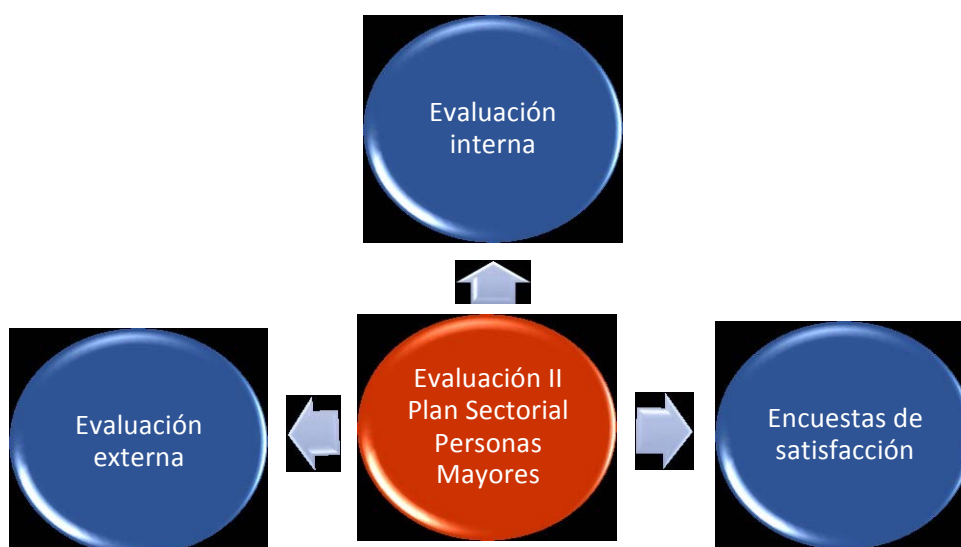 Evaluación
interna
Evaluación
externa
Evaluación II
Plan Sectorial
Personas
Mayores
Encuestas de
satisfacción